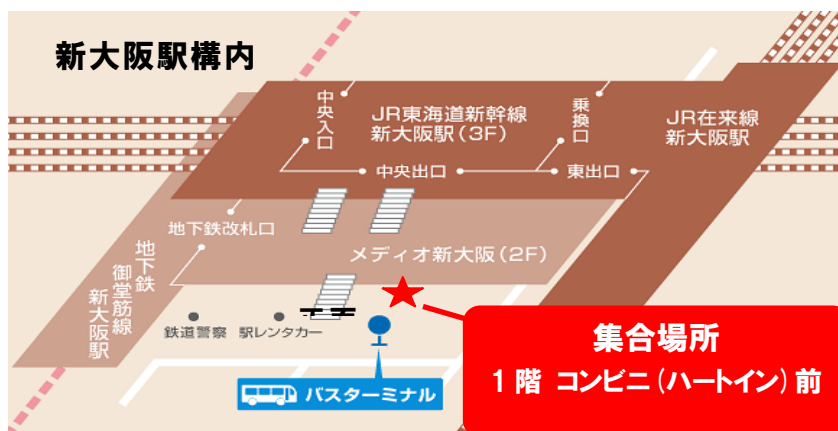 新大阪駅構内
中央入口
JR東海道新幹線
新大阪駅(3F)
乗換口
JR在来線
新大阪駅
中央出口
東出口
地下鉄改札口
メディオ新大阪(2F)
地下鉄
御堂筋線
新大阪駅
鉄道警察
駅レンタカー
バスターミナル
集合場所
1階 コンビニ(ハートイン)前